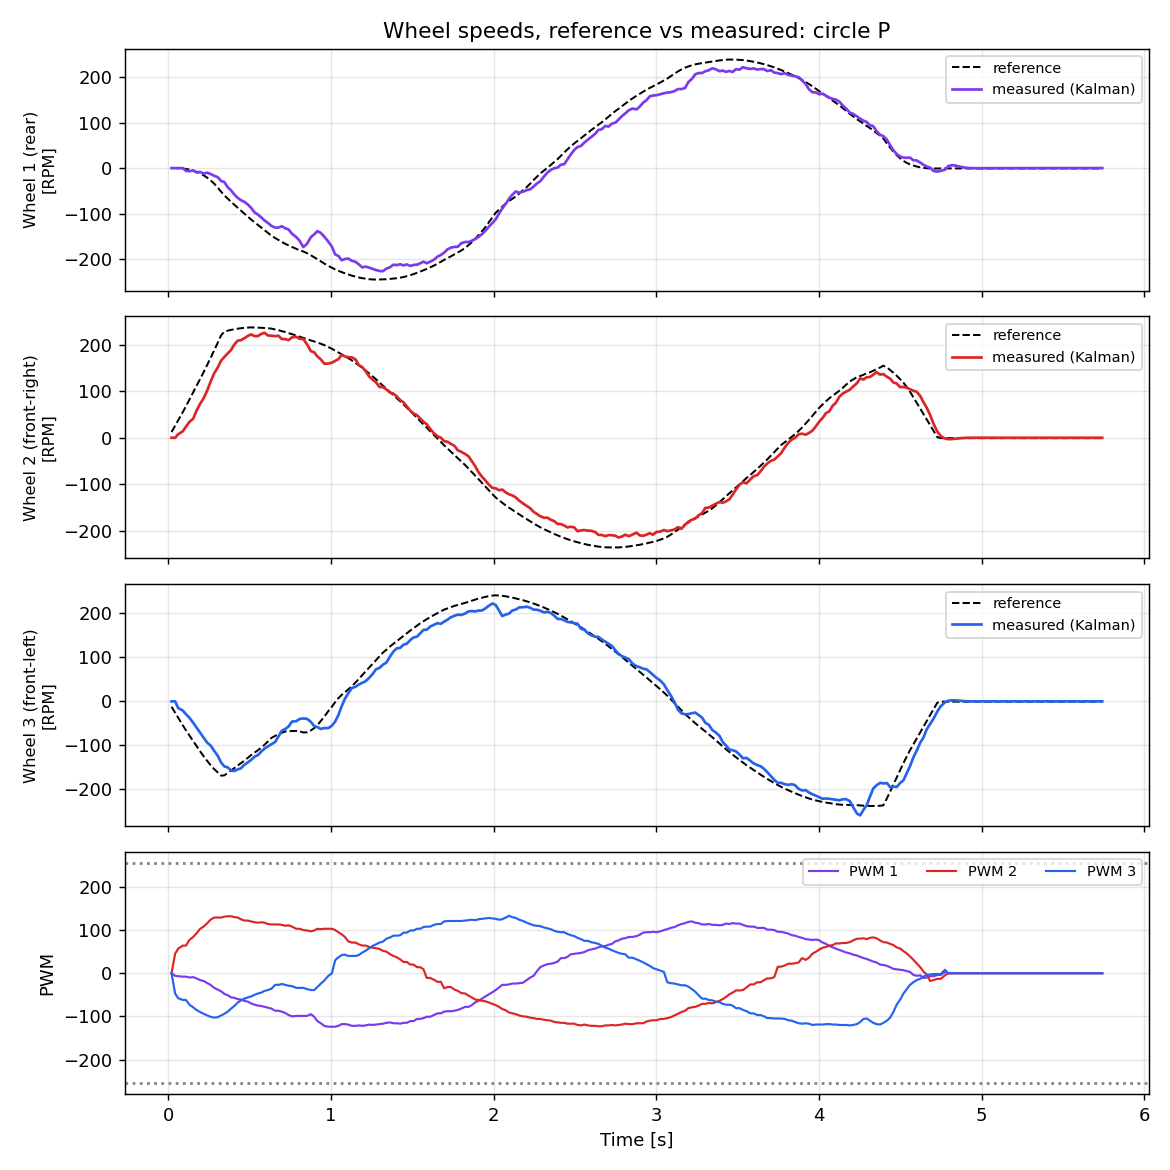 Wheel speeds, reference vs measured: circle P
Wheel 1 (rear)
[RPM]
200
100
0
−100
−200
reference
measured (Kalman)
Wheel 2 (front-right)
[RPM]
200
100
0
−100
−200
reference
measured (Kalman)
Wheel 3 (front-left)
[RPM]
200
100
0
−100
−200
reference
measured (Kalman)
PWM
200
100
0
−100
−200
PWM 1 PWM 2 PWM 3
0 1 2 3 4 5 6
Time [s]